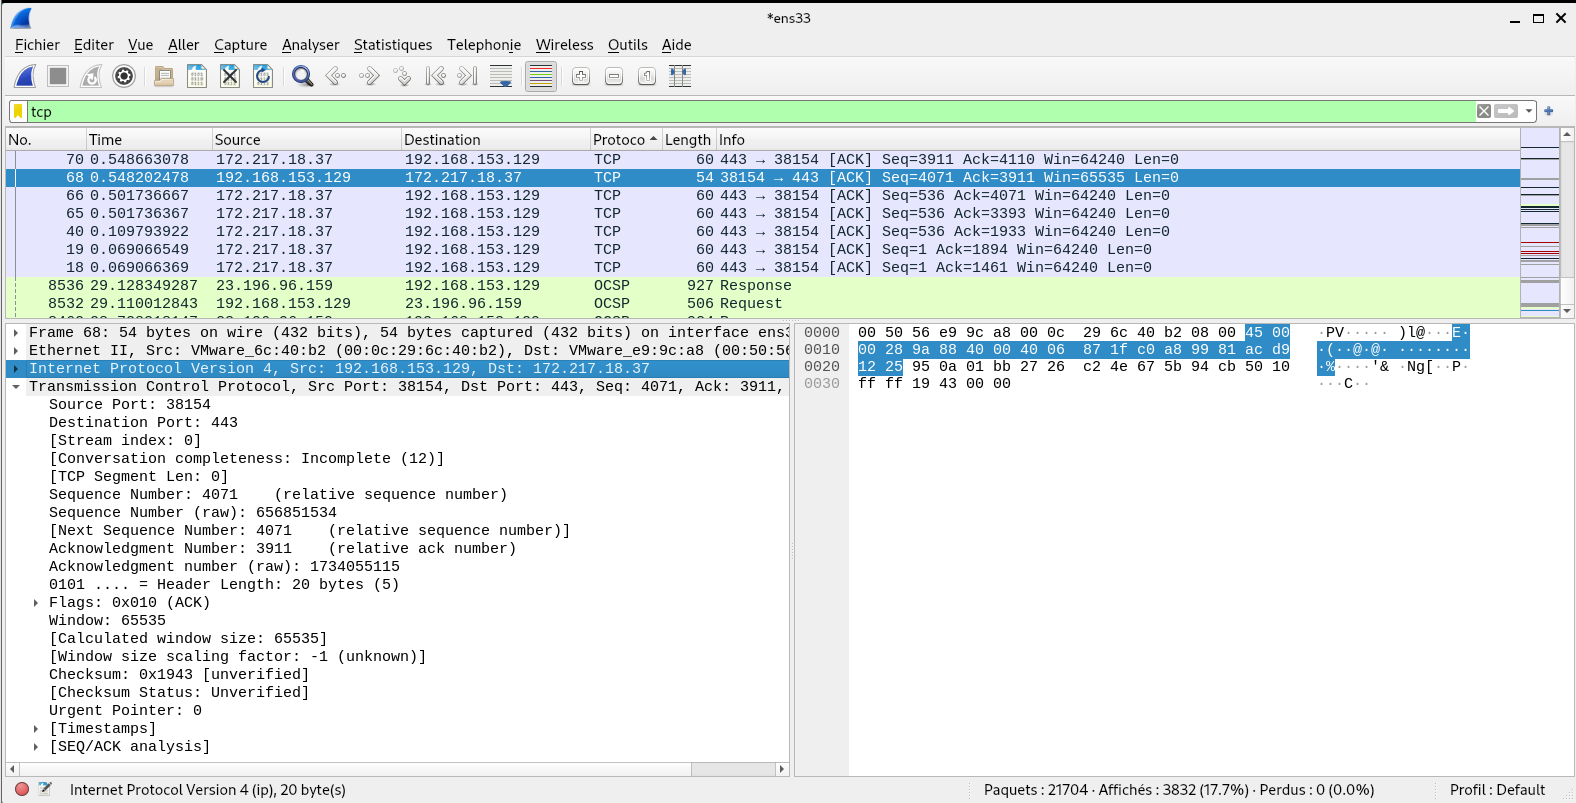 *ens33
Fichier Editer Vue Aller Capture Analyser Statistiques Telephonie Wireless Outils Aide
tcp
No. Time Source Destination Protoco Length Info
70 0.548663078 172.217.18.37 192.168.153.129 TCP 60 443 → 38154 [ACK] Seq=3911 Ack=4110 Win=64240 Len=0
68 0.548202478 192.168.153.129 172.217.18.37 TCP 54 38154 → 443 [ACK] Seq=4071 Ack=3911 Win=65535 Len=0
66 0.501736667 172.217.18.37 192.168.153.129 TCP 60 443 → 38154 [ACK] Seq=536 Ack=4071 Win=64240 Len=0
65 0.501736367 172.217.18.37 192.168.153.129 TCP 60 443 → 38154 [ACK] Seq=536 Ack=3393 Win=64240 Len=0
40 0.109793922 172.217.18.37 192.168.153.129 TCP 60 443 → 38154 [ACK] Seq=536 Ack=1933 Win=64240 Len=0
19 0.069066549 172.217.18.37 192.168.153.129 TCP 60 443 → 38154 [ACK] Seq=1 Ack=1894 Win=64240 Len=0
18 0.069066369 172.217.18.37 192.168.153.129 TCP 60 443 → 38154 [ACK] Seq=1 Ack=1461 Win=64240 Len=0
8536 29.128349287 23.196.96.159 192.168.153.129 OCSP 927 Response
8532 29.110012843 192.168.153.129 23.196.96.159 OCSP 506 Request
Frame 68: 54 bytes on wire (432 bits), 54 bytes captured (432 bits) on interface ens3
Ethernet II, Src: VMware_6c:40:b2 (00:0c:29:6c:40:b2), Dst: VMware_e9:9c:a8 (00:50:56
Internet Protocol Version 4, Src: 192.168.153.129, Dst: 172.217.18.37
Transmission Control Protocol, Src Port: 38154, Dst Port: 443, Seq: 4071, Ack: 3911,
Source Port: 38154
Destination Port: 443
[Stream index: 0]
[Conversation completeness: Incomplete (12)]
[TCP Segment Len: 0]
Sequence Number: 4071 (relative sequence number)
Sequence Number (raw): 656851534
[Next Sequence Number: 4071 (relative sequence number)]
Acknowledgment Number: 3911 (relative ack number)
Acknowledgment number (raw): 1734055115
0101 .... = Header Length: 20 bytes (5)
Flags: 0x010 (ACK)
Window: 65535
[Calculated window size: 65535]
[Window size scaling factor: -1 (unknown)]
Checksum: 0x1943 [unverified]
[Checksum Status: Unverified]
Urgent Pointer: 0
[Timestamps]
[SEQ/ACK analysis]
0000 00 50 56 e9 9c a8 00 0c 29 6c 40 b2 08 00 45 00 ·PV····· )l@···E·
0010 00 28 9a 88 40 00 40 06 87 1f c0 a8 99 81 ac d9 ·(··@·@· ········
0020 12 25 95 0a 01 bb 27 26 c2 4e 67 5b 94 cb 50 10 ·%····'& ·Ng[··P·
0030 ff ff 19 43 00 00 ···C··
Internet Protocol Version 4 (ip), 20 byte(s)
Paquets : 21704 · Affichés : 3832 (17.7%) · Perdus : 0 (0.0%)
Profil : Default